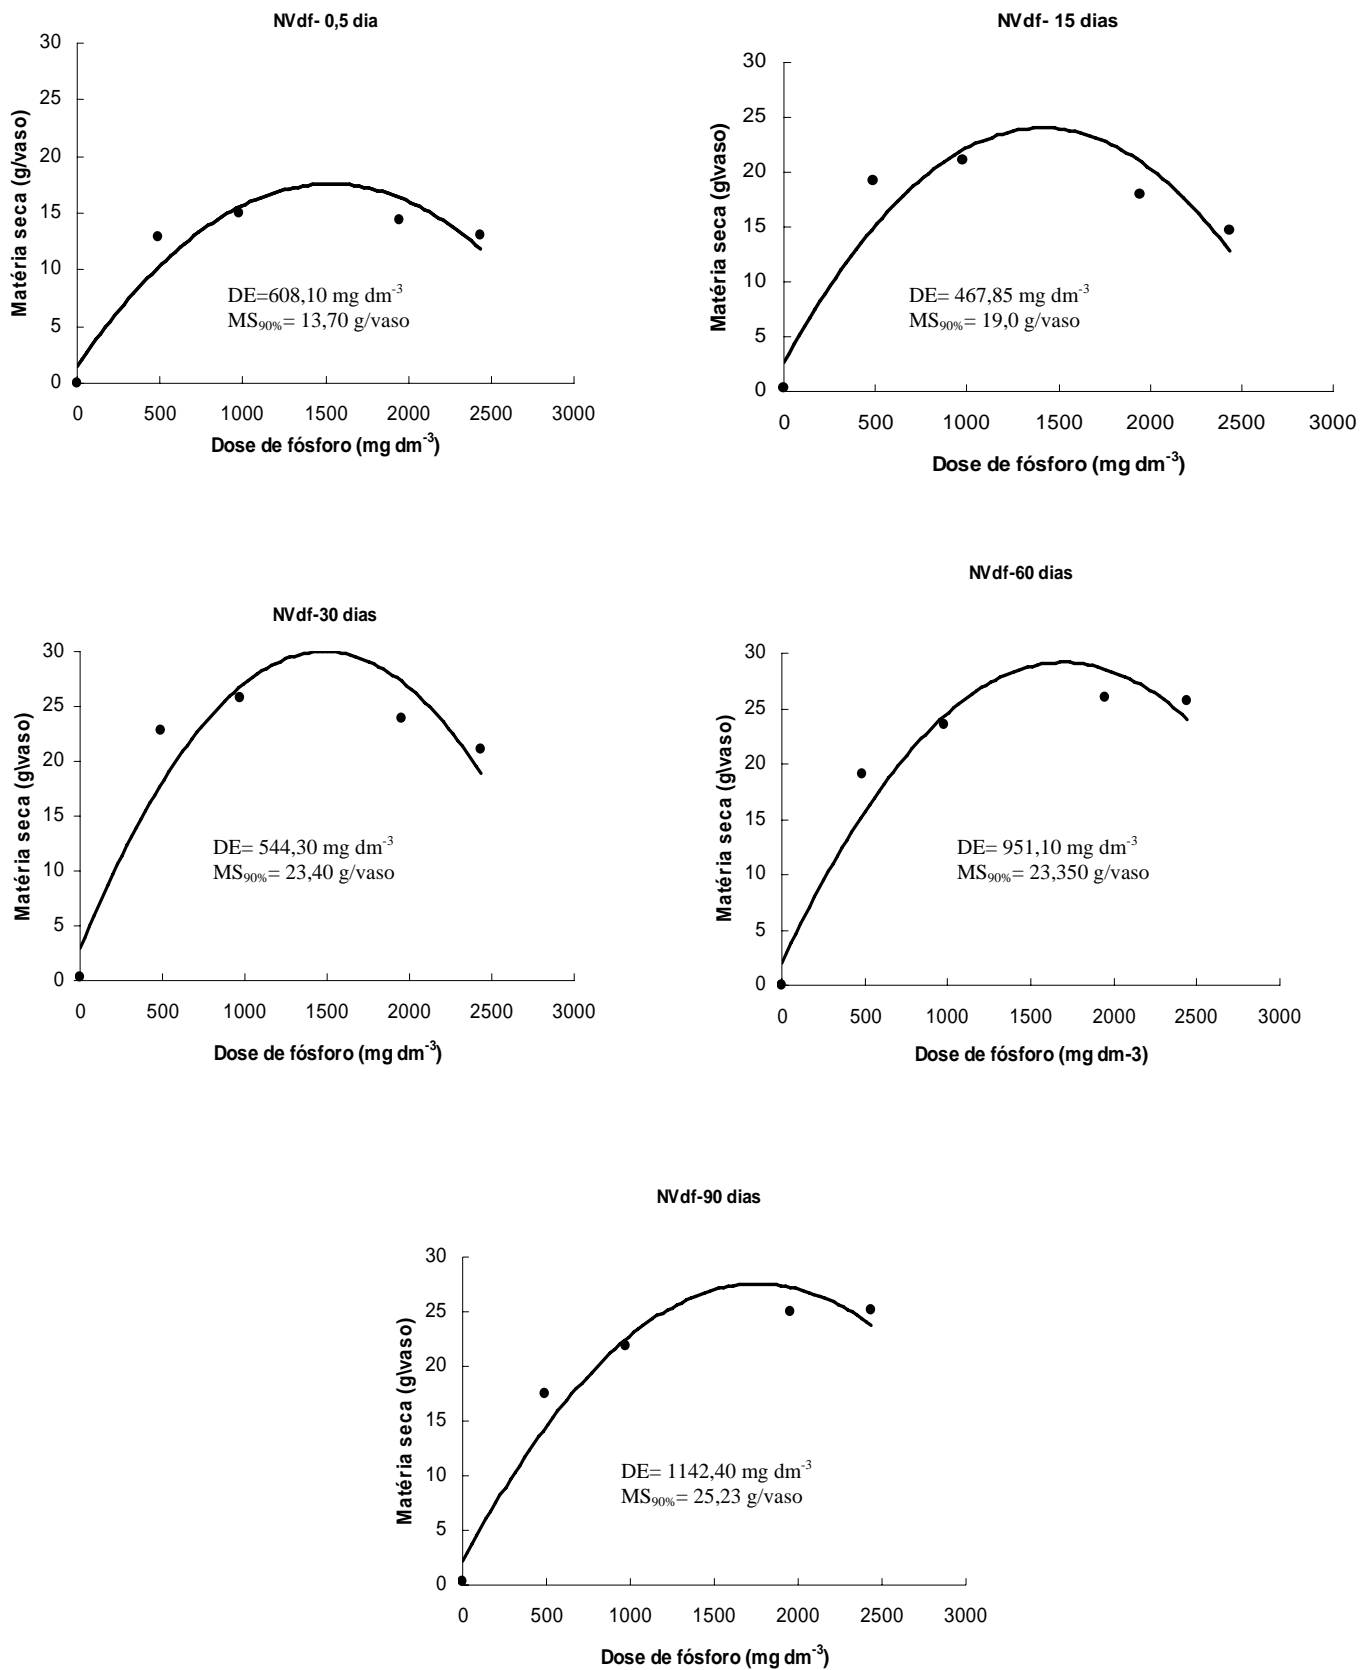 NVdf- 0,5 dia
30
25
20
15
10
5
0
Matéria seca (g/vaso)
DE=608,10 mg dm-3
MS90%= 13,70 g/vaso
0 500 1000 1500 2000 2500 3000
Dose de fósforo (mg dm-3)
NVdf- 15 dias
30
25
20
15
10
5
0
Matéria seca (g\vaso)
DE= 467,85 mg dm-3
MS90%= 19,0 g/vaso
0 500 1000 1500 2000 2500 3000
Dose de fósforo (mg dm-3)
NVdf-30 dias
30
25
20
15
10
5
0
Matéria seca (g\vaso)
DE= 544,30 mg dm-3
MS90%= 23,40 g/vaso
0 500 1000 1500 2000 2500 3000
Dose de fósforo (mg dm-3)
NVdf-60 dias
30
25
20
15
10
5
0
Matéria seca (g\vaso)
DE= 951,10 mg dm-3
MS90%= 23,350 g/vaso
0 500 1000 1500 2000 2500 3000
Dose de fósforo (mg dm-3)
NVdf-90 dias
30
25
20
15
10
5
0
Matéria seca (g\vaso)
DE= 1142,40 mg dm-3
MS90%= 25,23 g/vaso
0 500 1000 1500 2000 2500 3000
Dose de fósforo (mg dm-3)